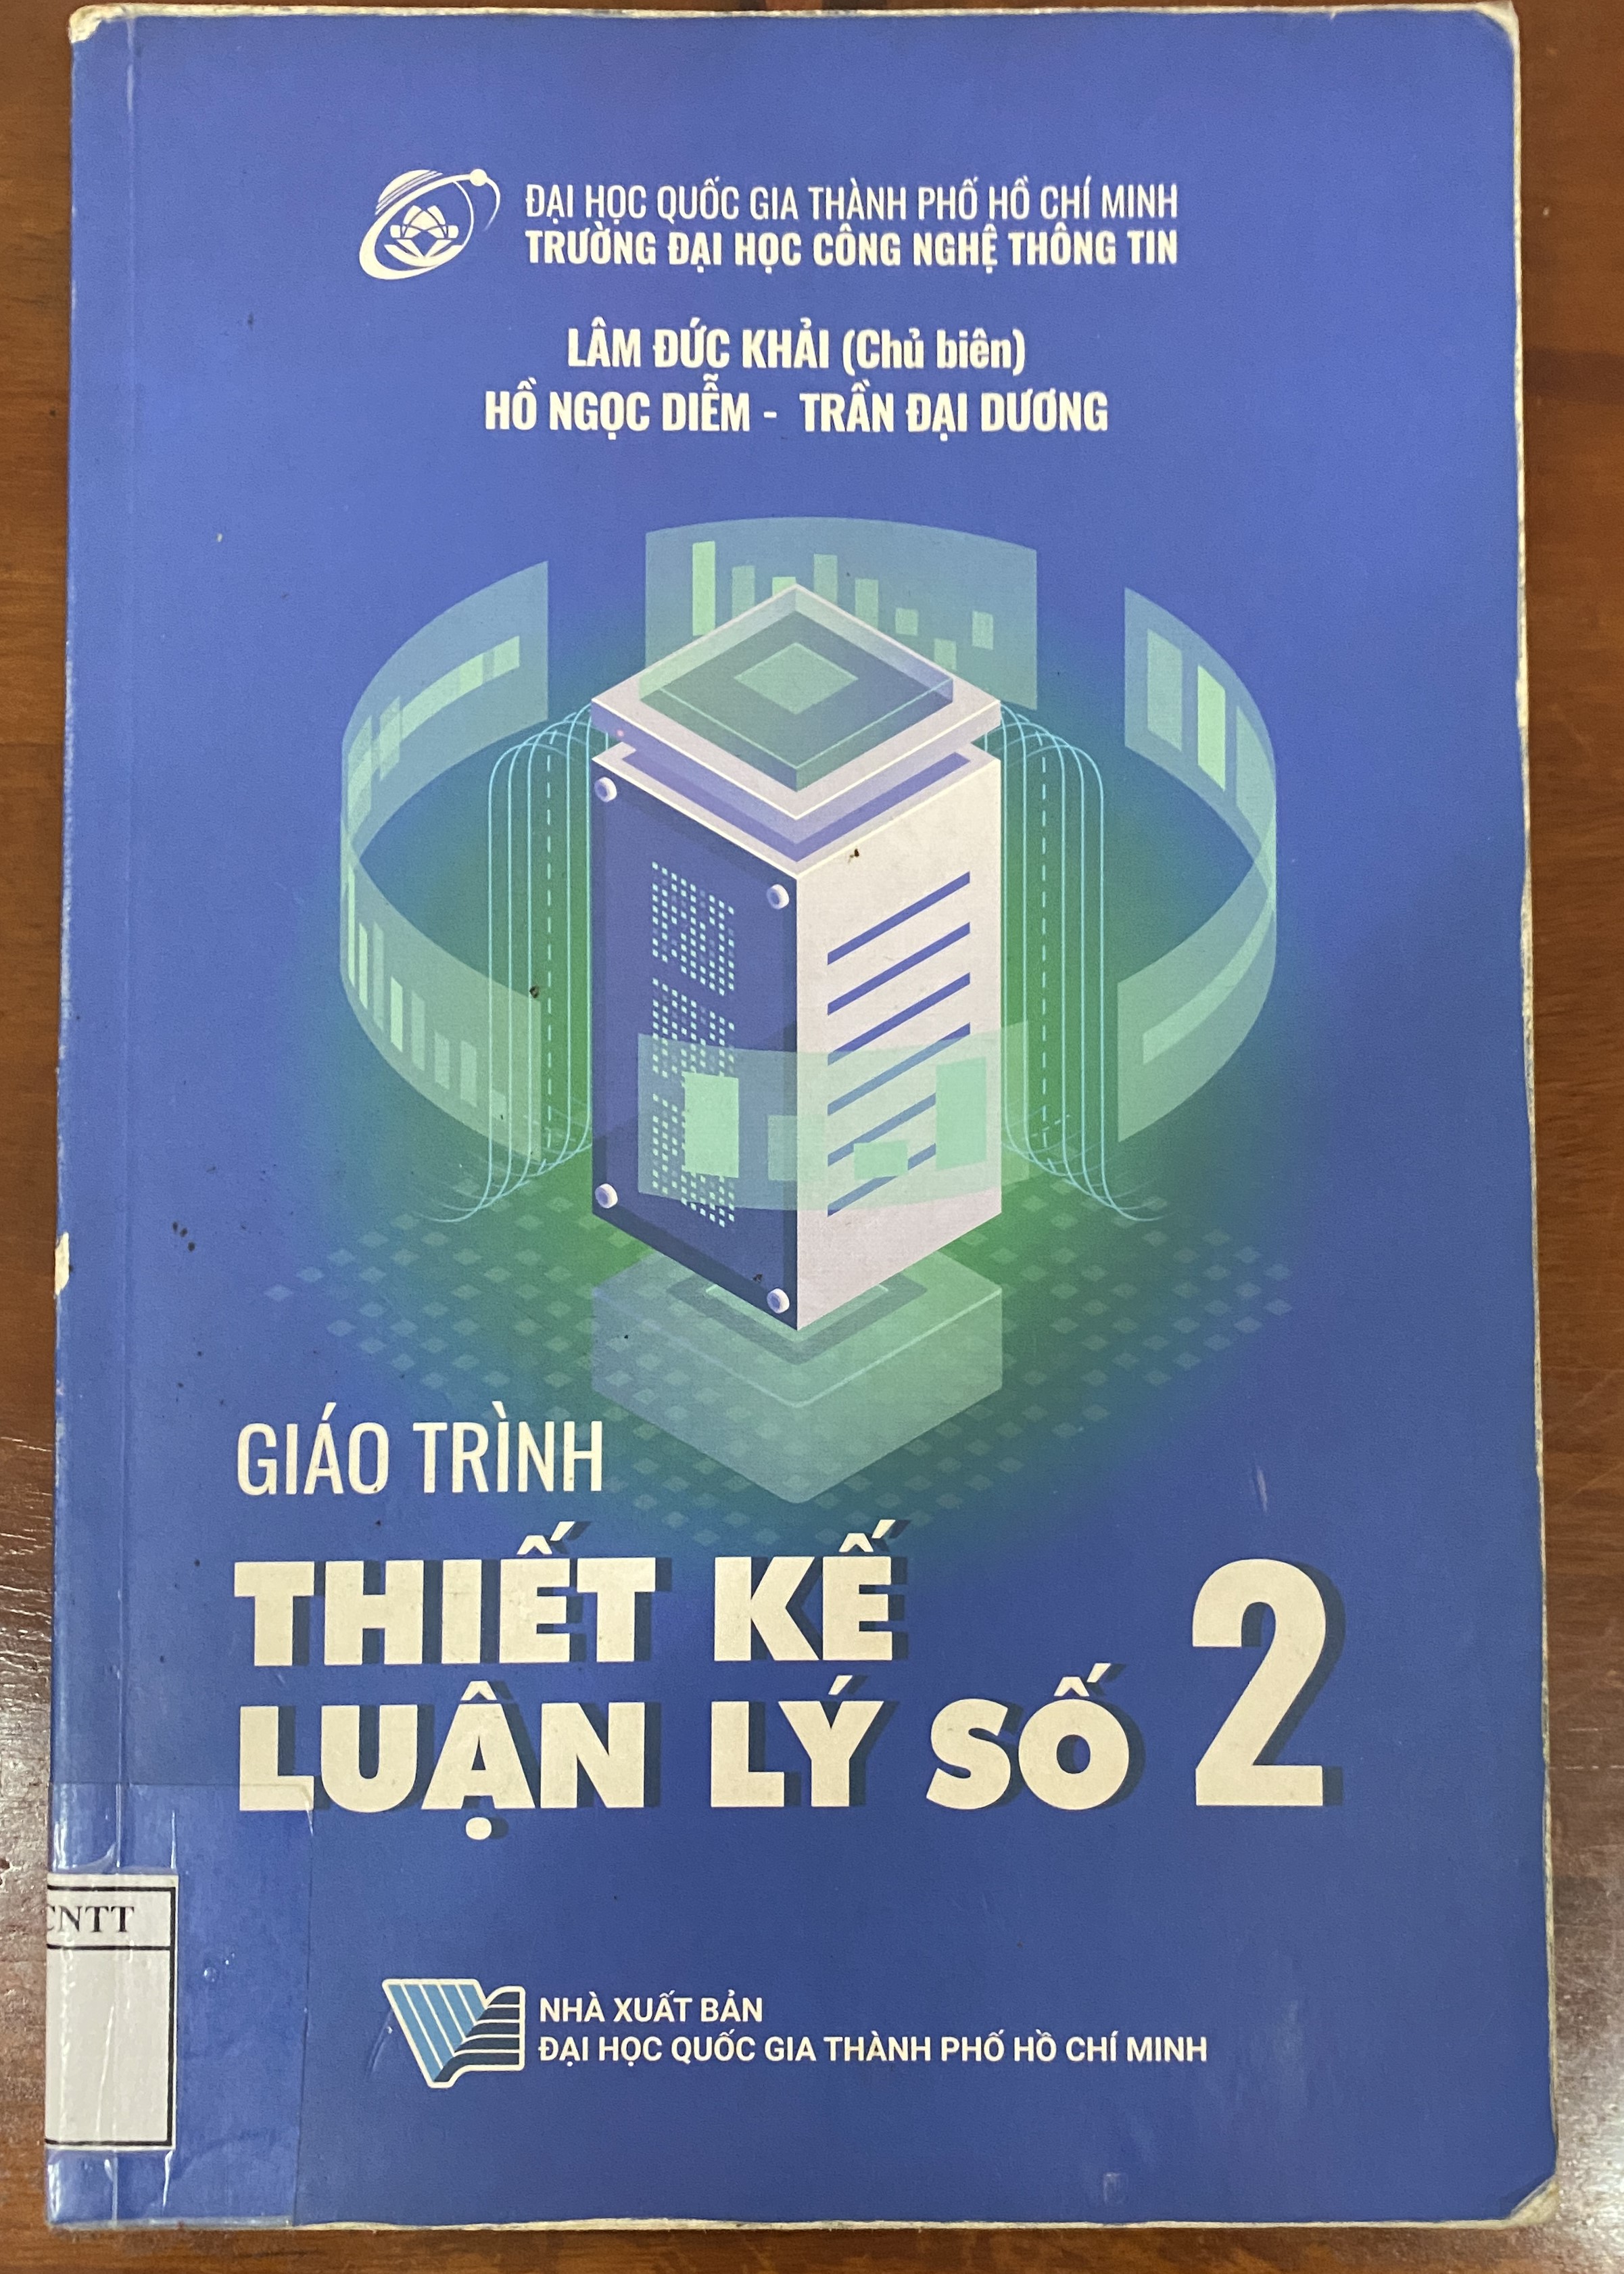 ĐẠI HỌC QUỐC GIA THÀNH PHỐ HỒ CHÍ MINH
TRƯỜNG ĐẠI HỌC CÔNG NGHỆ THÔNG TIN
LÂM ĐỨC KHẢI (Chủ biên)
HỒ NGỌC DIỄM - TRẦN ĐẠI DƯƠNG
GIÁO TRÌNH
THIẾT KẾ
LUẬN LÝ SỐ 2
CNTT
NHÀ XUẤT BẢN
ĐẠI HỌC QUỐC GIA THÀNH PHỐ HỒ CHÍ MINH